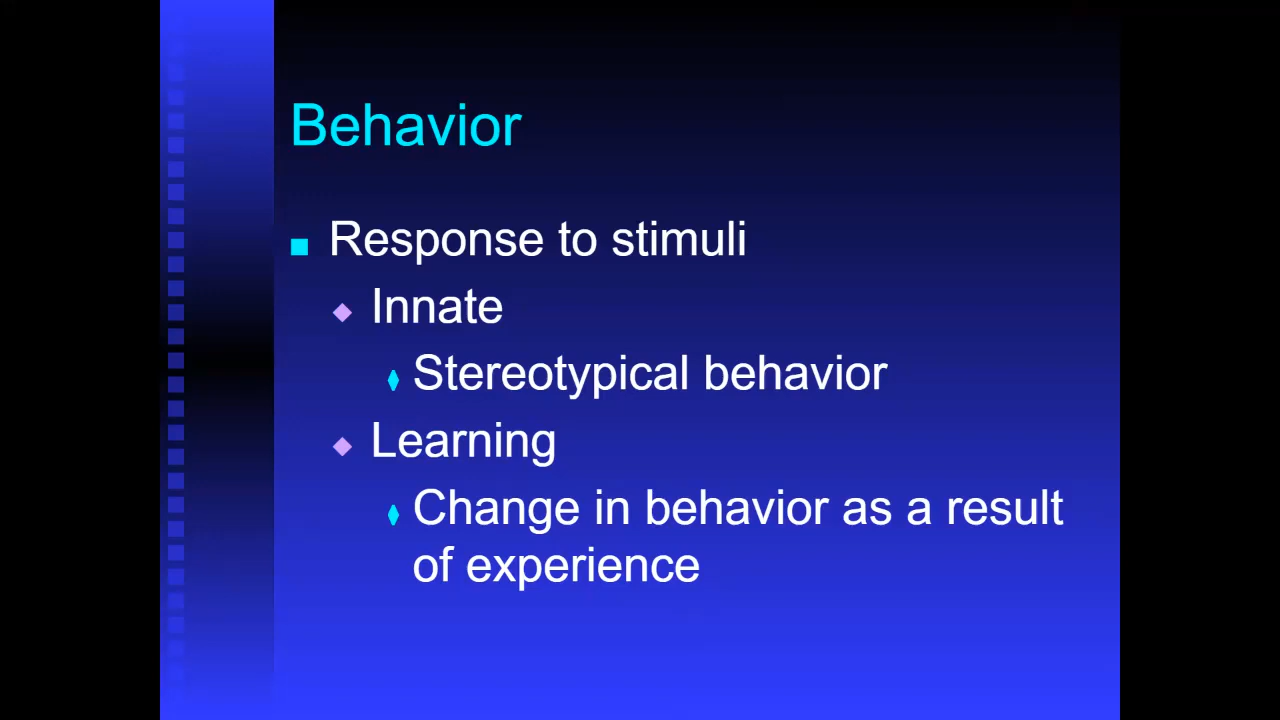 Behavior
Response to stimuli
Innate
Stereotypical behavior
Learning
Change in behavior as a result
of experience